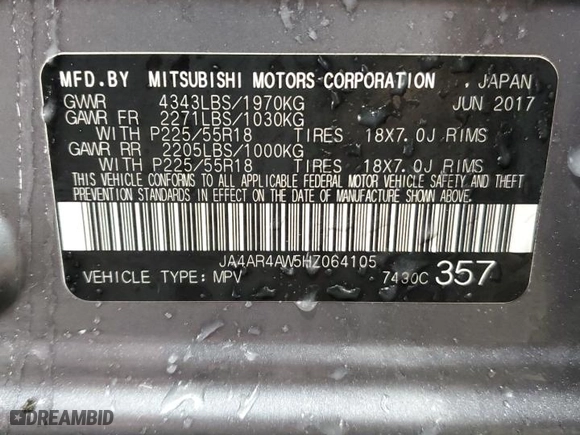 MFD.BY MITSUBISHI MOTORS CORPORATION , JAPAN
GVWR 4343LBS/1970KG JUN 2017
GAWR FR 2271LBS/1030KG
WITH P225/55R18 TIRES 18X7.0J RIMS
GAWR RR 2205LBS/1000KG
WITH P225/55R18 TIRES 18X7.0J RIMS
THIS VEHICLE CONFORMS TO ALL APPLICABLE FEDERAL MOTOR VEHICLE SAFETY AND THEFT
PREVENTION STANDARDS IN EFFECT ON THE DATE OF MANUFACTURE SHOWN ABOVE.
JA4AR4AW5HZ064105
VEHICLE TYPE: MPV 7430C 357
DREAMBID